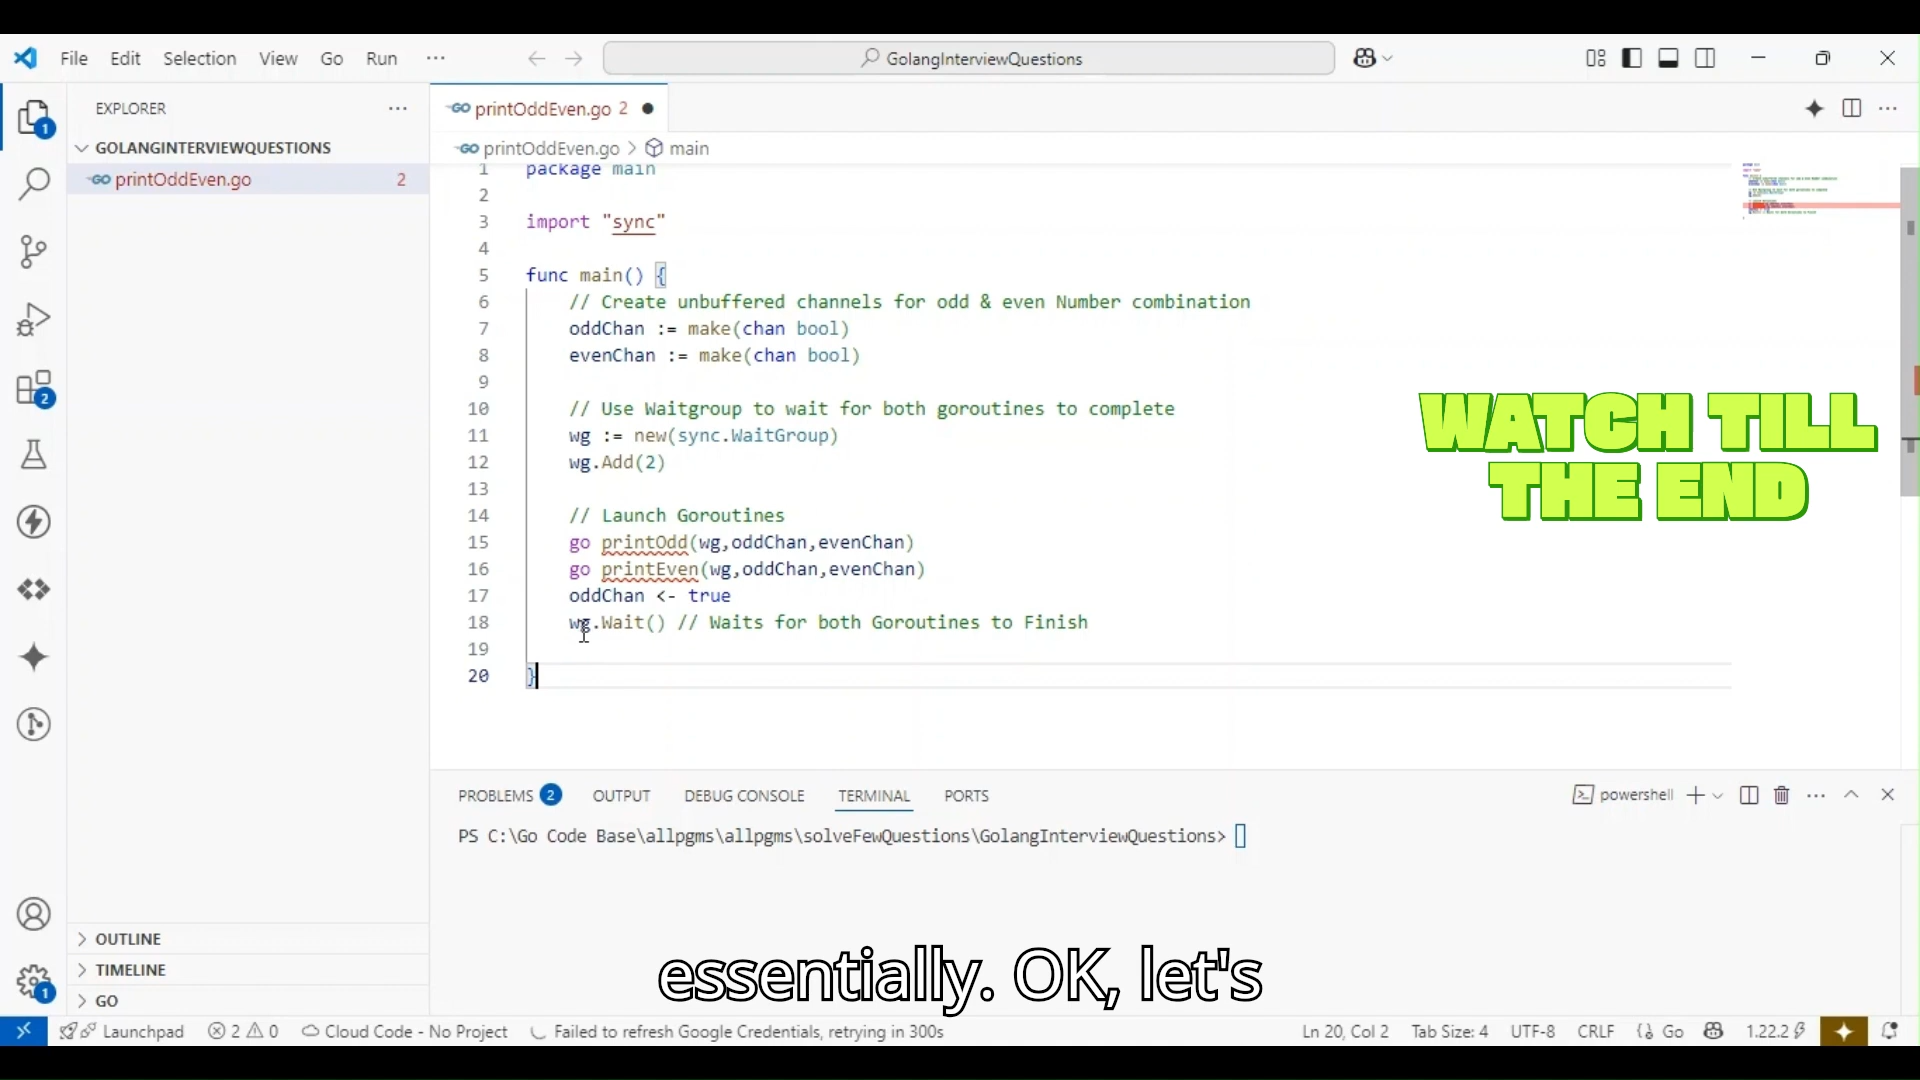 File Edit Selection View Go Run ··· GolangInterviewQuestions
EXPLORER ···
GOLANGINTERVIEWQUESTIONS
GO printOddEven.go 2
1
2
GO printOddEven.go 2 ●
GO printOddEven.go > main
1 package main
2
3 import "sync"
4
5 func main() {
6 // Create unbuffered channels for odd & even Number combination
7 oddChan := make(chan bool)
8 evenChan := make(chan bool)
9
10 // Use Waitgroup to wait for both goroutines to complete
11 wg := new(sync.WaitGroup)
12 wg.Add(2)
13
14 // Launch Goroutines
15 go printOdd(wg,oddChan,evenChan)
16 go printEven(wg,oddChan,evenChan)
17 oddChan <- true
18 wg.Wait() // Waits for both Goroutines to Finish
19
20 }
WATCH TILL
THE END
PROBLEMS 2 OUTPUT DEBUG CONSOLE TERMINAL PORTS powershell
PS C:\Go Code Base\allpgms\allpgms\solveFewQuestions\GolangInterviewQuestions>
OUTLINE
TIMELINE
GO
1
essentially. OK, let's
Launchpad 2 0 Cloud Code - No Project Failed to refresh Google Credentials, retrying in 300s Ln 20, Col 2 Tab Size: 4 UTF-8 CRLF Go 1.22.2